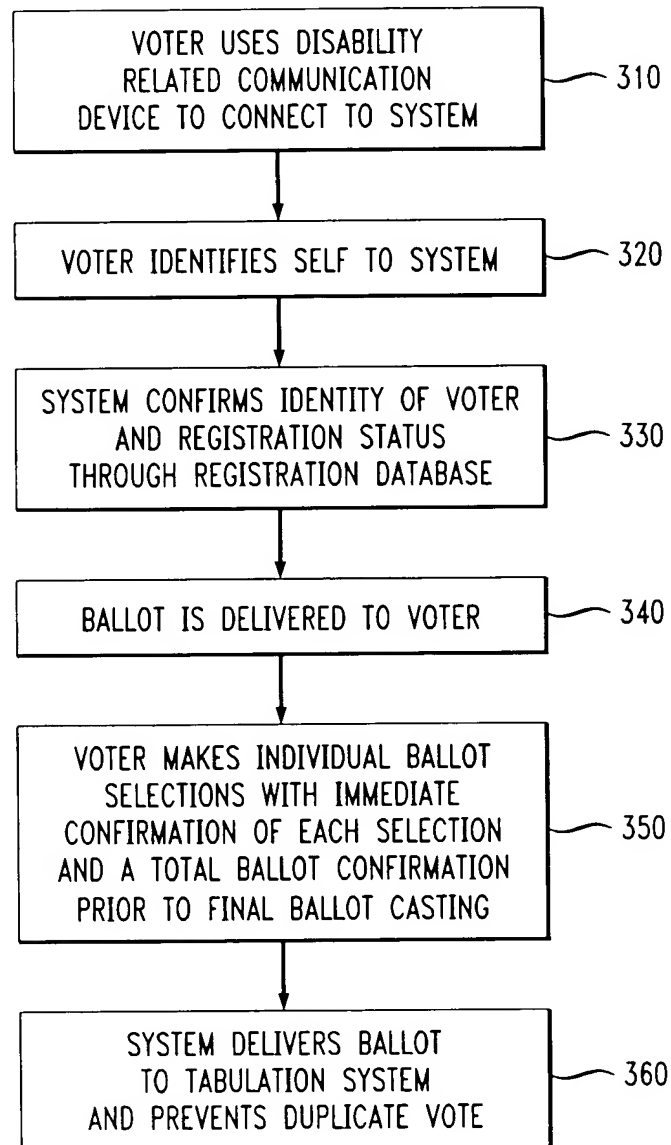 VOTER USES DISABILITY
RELATED COMMUNICATION
DEVICE TO CONNECT TO SYSTEM
310
VOTER IDENTIFIES SELF TO SYSTEM
320
SYSTEM CONFIRMS IDENTITY OF VOTER
AND REGISTRATION STATUS
THROUGH REGISTRATION DATABASE
330
BALLOT IS DELIVERED TO VOTER
340
VOTER MAKES INDIVIDUAL BALLOT
SELECTIONS WITH IMMEDIATE
CONFIRMATION OF EACH SELECTION
AND A TOTAL BALLOT CONFIRMATION
PRIOR TO FINAL BALLOT CASTING
350
SYSTEM DELIVERS BALLOT
TO TABULATION SYSTEM
AND PREVENTS DUPLICATE VOTE
360